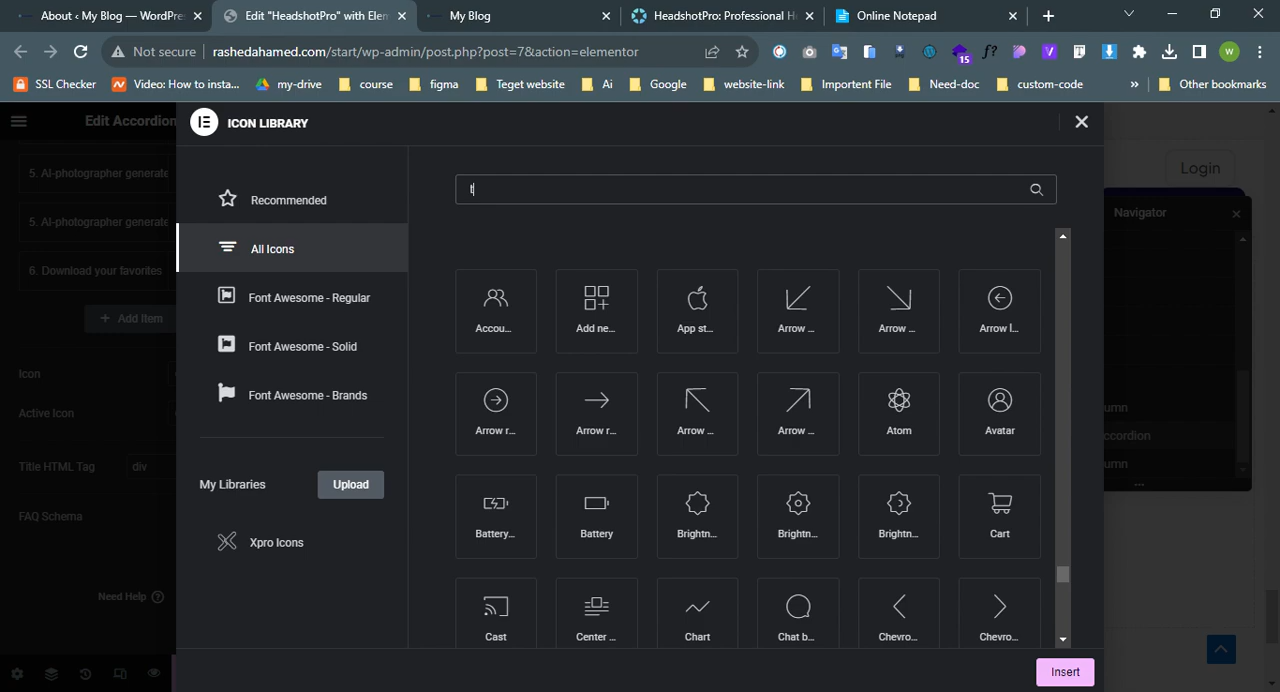 About ‹ My Blog — WordPre
Edit "HeadshotPro" with Elem
My Blog
HeadshotPro: Professional H
Online Notepad
Not secure
rashedahamed.com/start/wp-admin/post.php?post=7&action=elementor
15
f?
V
W
SSL Checker
Video: How to insta...
my-drive
course
figma
Teget website
Ai
Google
website-link
Importent File
Need-doc
custom-code
»
Other bookmarks
Edit Accordion
ICON LIBRARY
5. AI-photographer generate
5. AI-photographer generate
6. Download your favorites
Add Item
Icon
Active Icon
Title HTML Tag
div
FAQ Schema
Need Help
Recommended
All Icons
Font Awesome - Regular
Font Awesome - Solid
Font Awesome - Brands
My Libraries
Upload
Xpro Icons
t
Accou...
Add ne...
App st...
Arrow ...
Arrow ...
Arrow l...
Arrow r...
Arrow r...
Arrow ...
Arrow ...
Atom
Avatar
Battery...
Battery
Brightn...
Brightn...
Brightn...
Cart
Cast
Center ...
Chart
Chat b...
Chevro...
Chevro...
Insert
Login
Navigator
umn
ccordion
umn